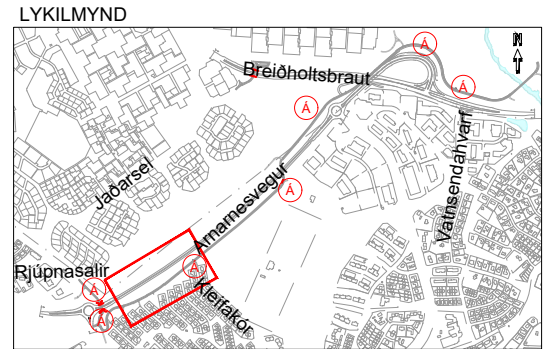 LYKILMYND
N
Á
Breiðholtsbraut
Á
Á
Jaðarsel
Vatnsendahvarf
Á
Arnarnesvegur
Rjúpnasalir
Á
Á
Kleifakór
Á